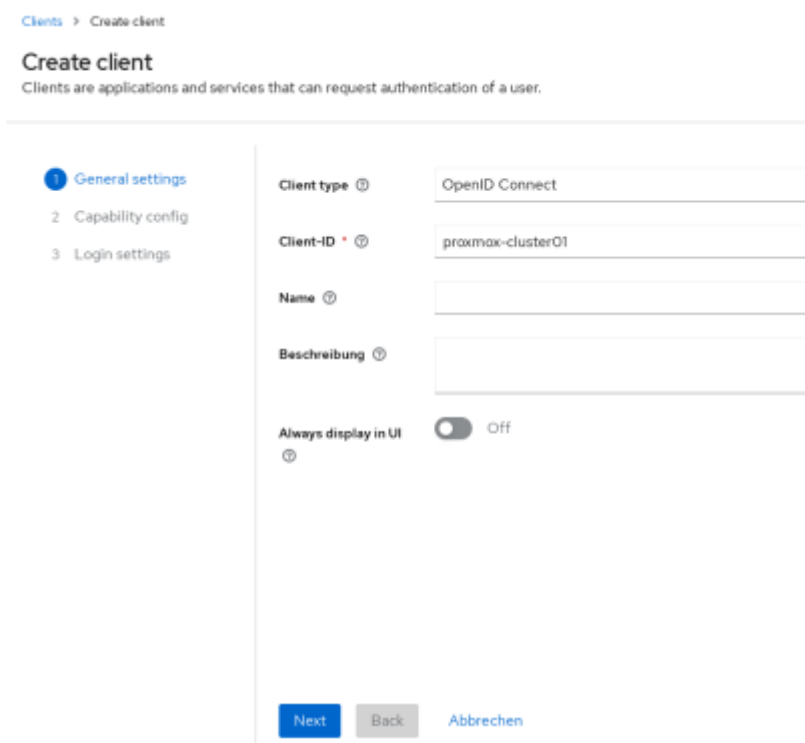 Clients > Create client
Create client
Clients are applications and services that can request authentication of a user.
1 General settings
2 Capability config
3 Login settings
Client type
OpenID Connect
Client-ID *
proxmox-cluster01
Name
Beschreibung
Always display in UI
Off
Next
Back
Abbrechen